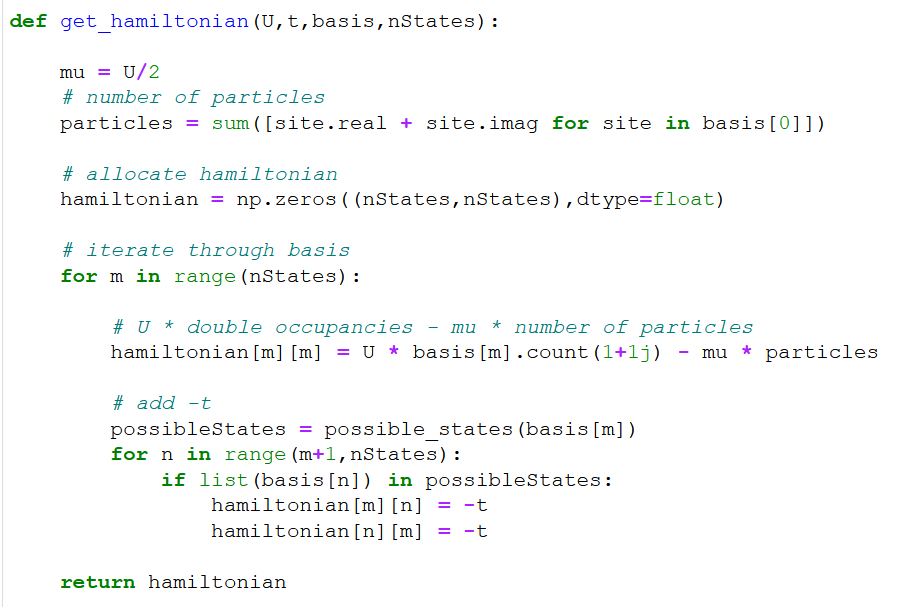 def get_hamiltonian(U,t,basis,nStates):
    mu = U/2
    # number of particles
    particles = sum([site.real + site.imag for site in basis[0]])
    # allocate hamiltonian
    hamiltonian = np.zeros((nStates,nStates),dtype=float)
    # iterate through basis
    for m in range(nStates):
        # U * double occupancies - mu * number of particles
        hamiltonian[m][m] = U * basis[m].count(1+1j) - mu * particles
        # add -t
        possibleStates = possible_states(basis[m])
        for n in range(m+1,nStates):
            if list(basis[n]) in possibleStates:
                hamiltonian[m][n] = -t
                hamiltonian[n][m] = -t
    return hamiltonian